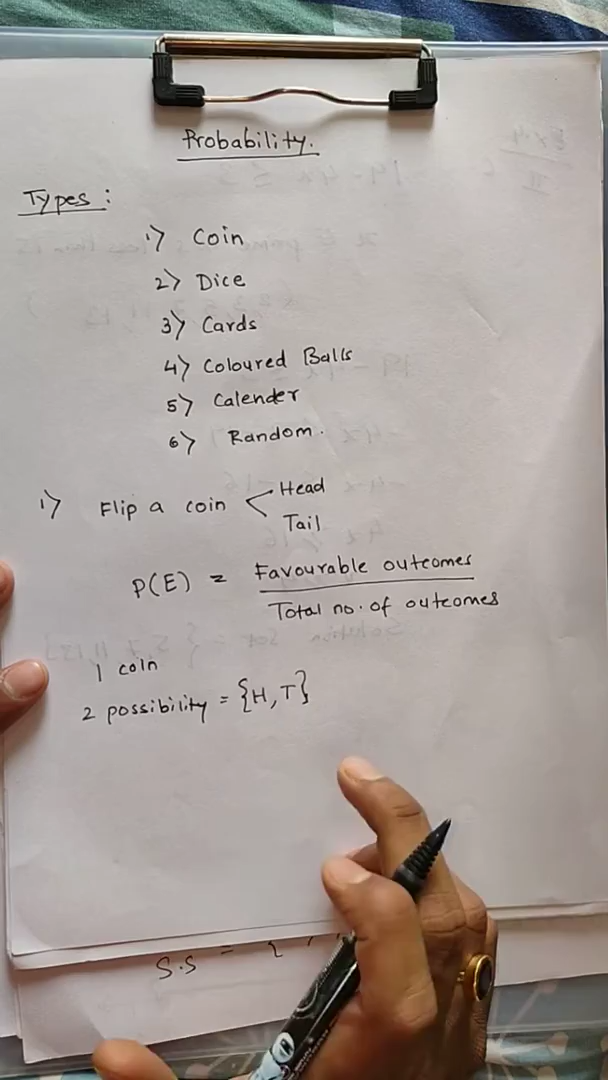 Probability.
Types :
1) Coin
2) Dice
3) Cards
4) Coloured Balls
5) Calender
6) Random.
1) Flip a coin < Head
Tail
P(E) = Favourable outcomes
Total no. of outcomes
1 coin
2 possibility = {H, T}
S.S = {